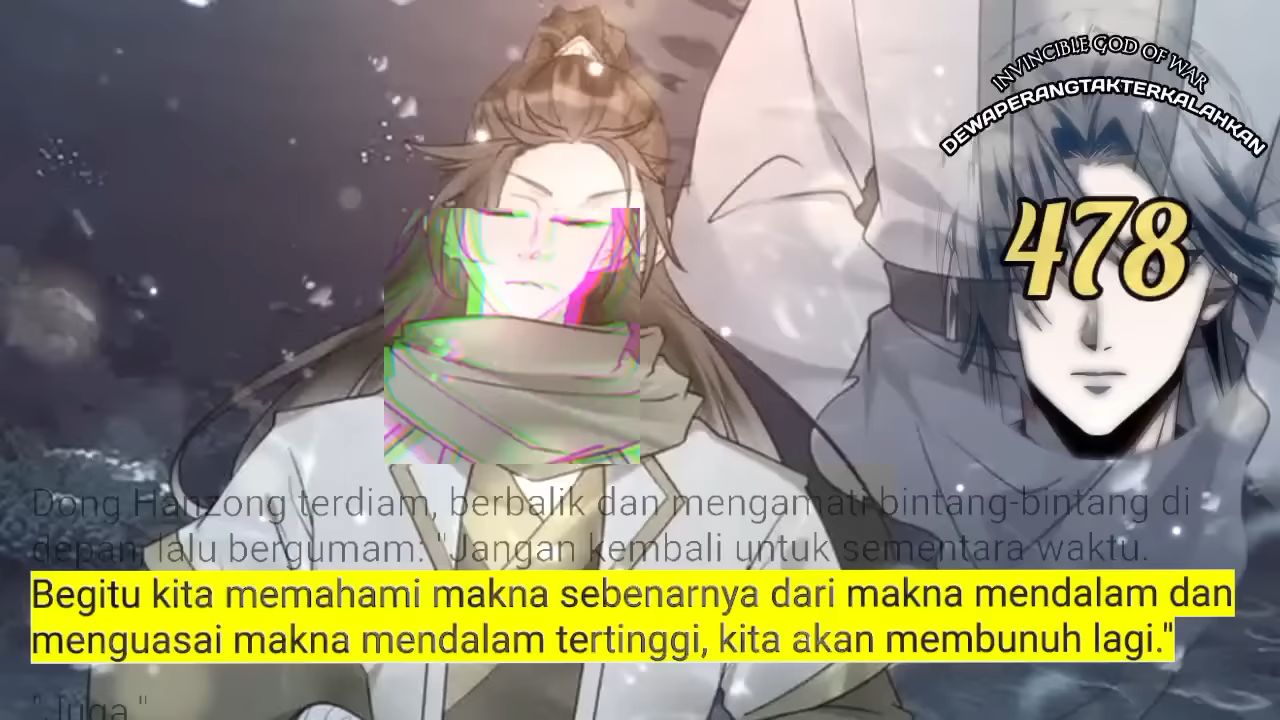 INVINCIBLE GOD OF WAR
DEWAPERANGTAKTERKALAHKAN
478
Dong Hanzong terdiam, berbalik dan mengamati bintang-bintang di
depan, lalu bergumam: "Jangan kembali untuk sementara waktu.
Begitu kita memahami makna sebenarnya dari makna mendalam dan
menguasai makna mendalam tertinggi, kita akan membunuh lagi."
"Juga,"